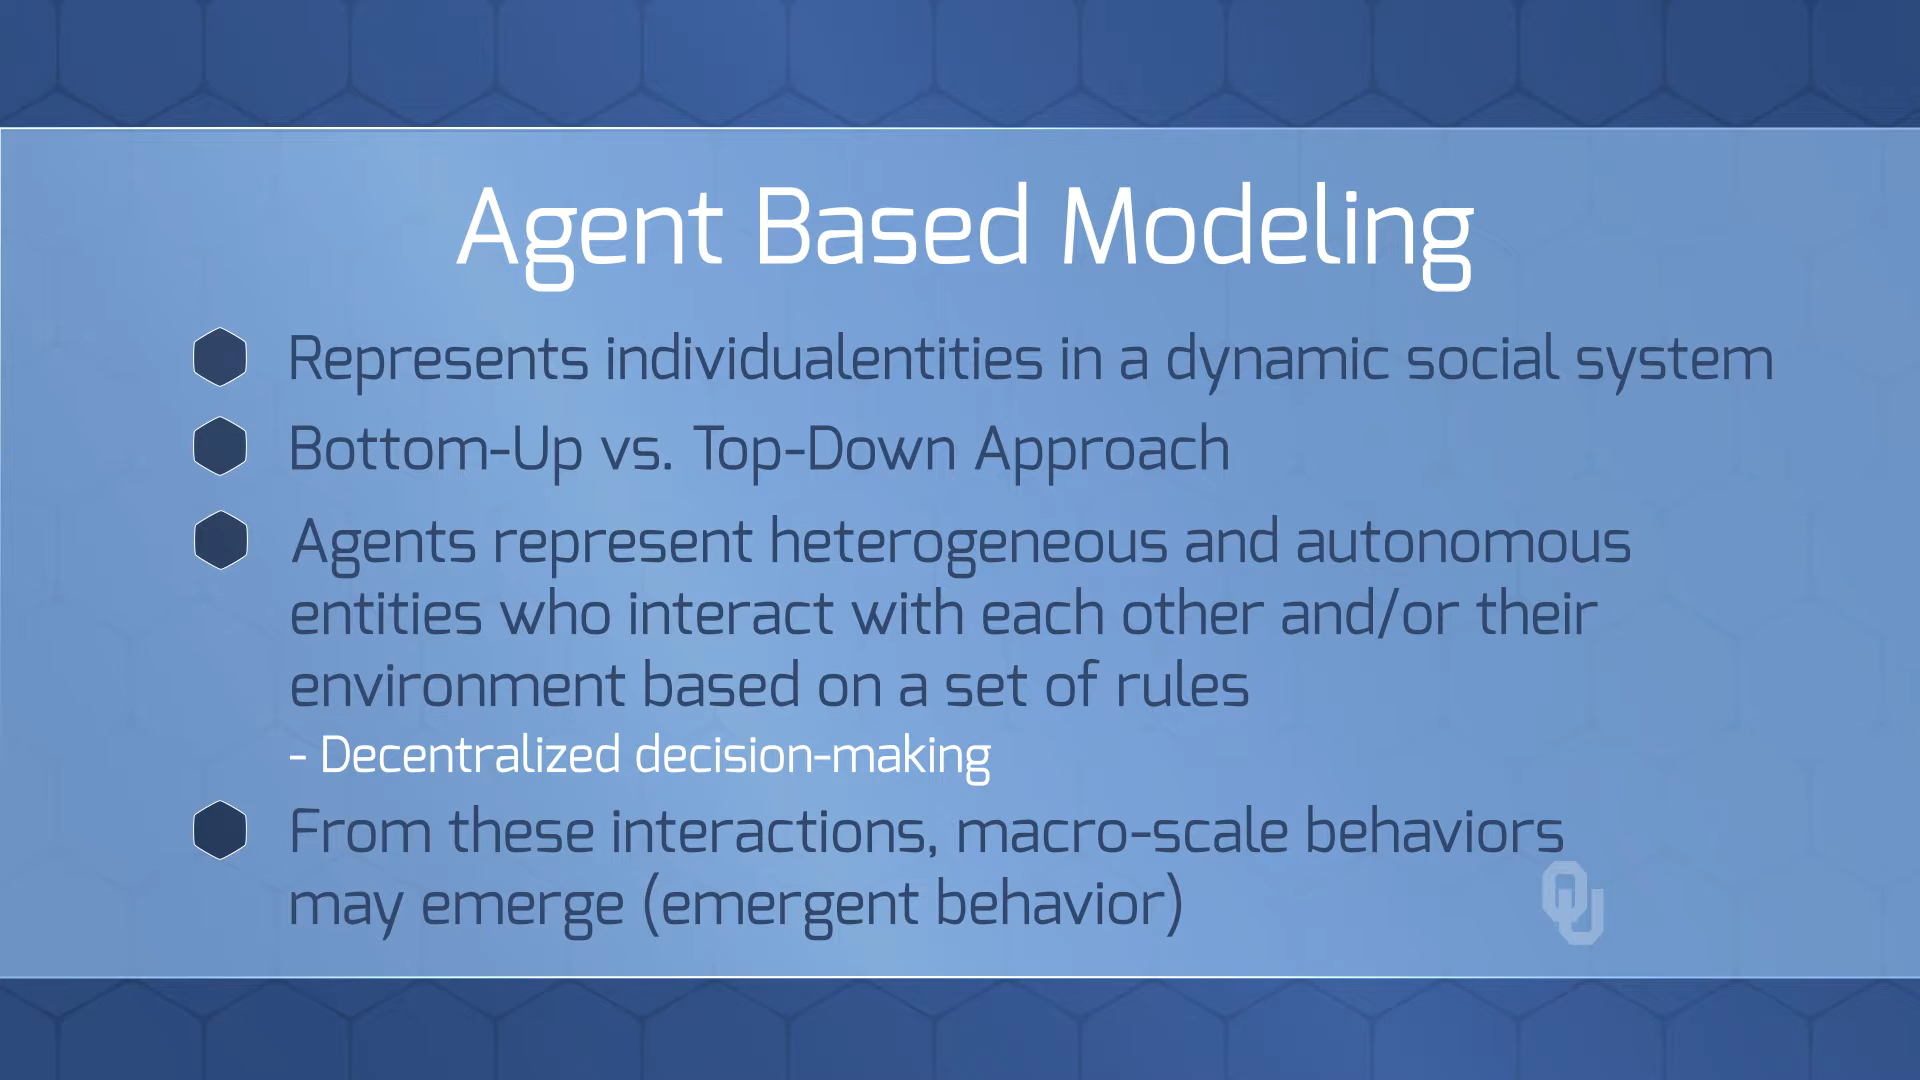 Agent Based Modeling
Represents individualentities in a dynamic social system
Bottom-Up vs. Top-Down Approach
Agents represent heterogeneous and autonomous
entities who interact with each other and/or their
environment based on a set of rules
- Decentralized decision-making
From these interactions, macro-scale behaviors
may emerge (emergent behavior)
OU